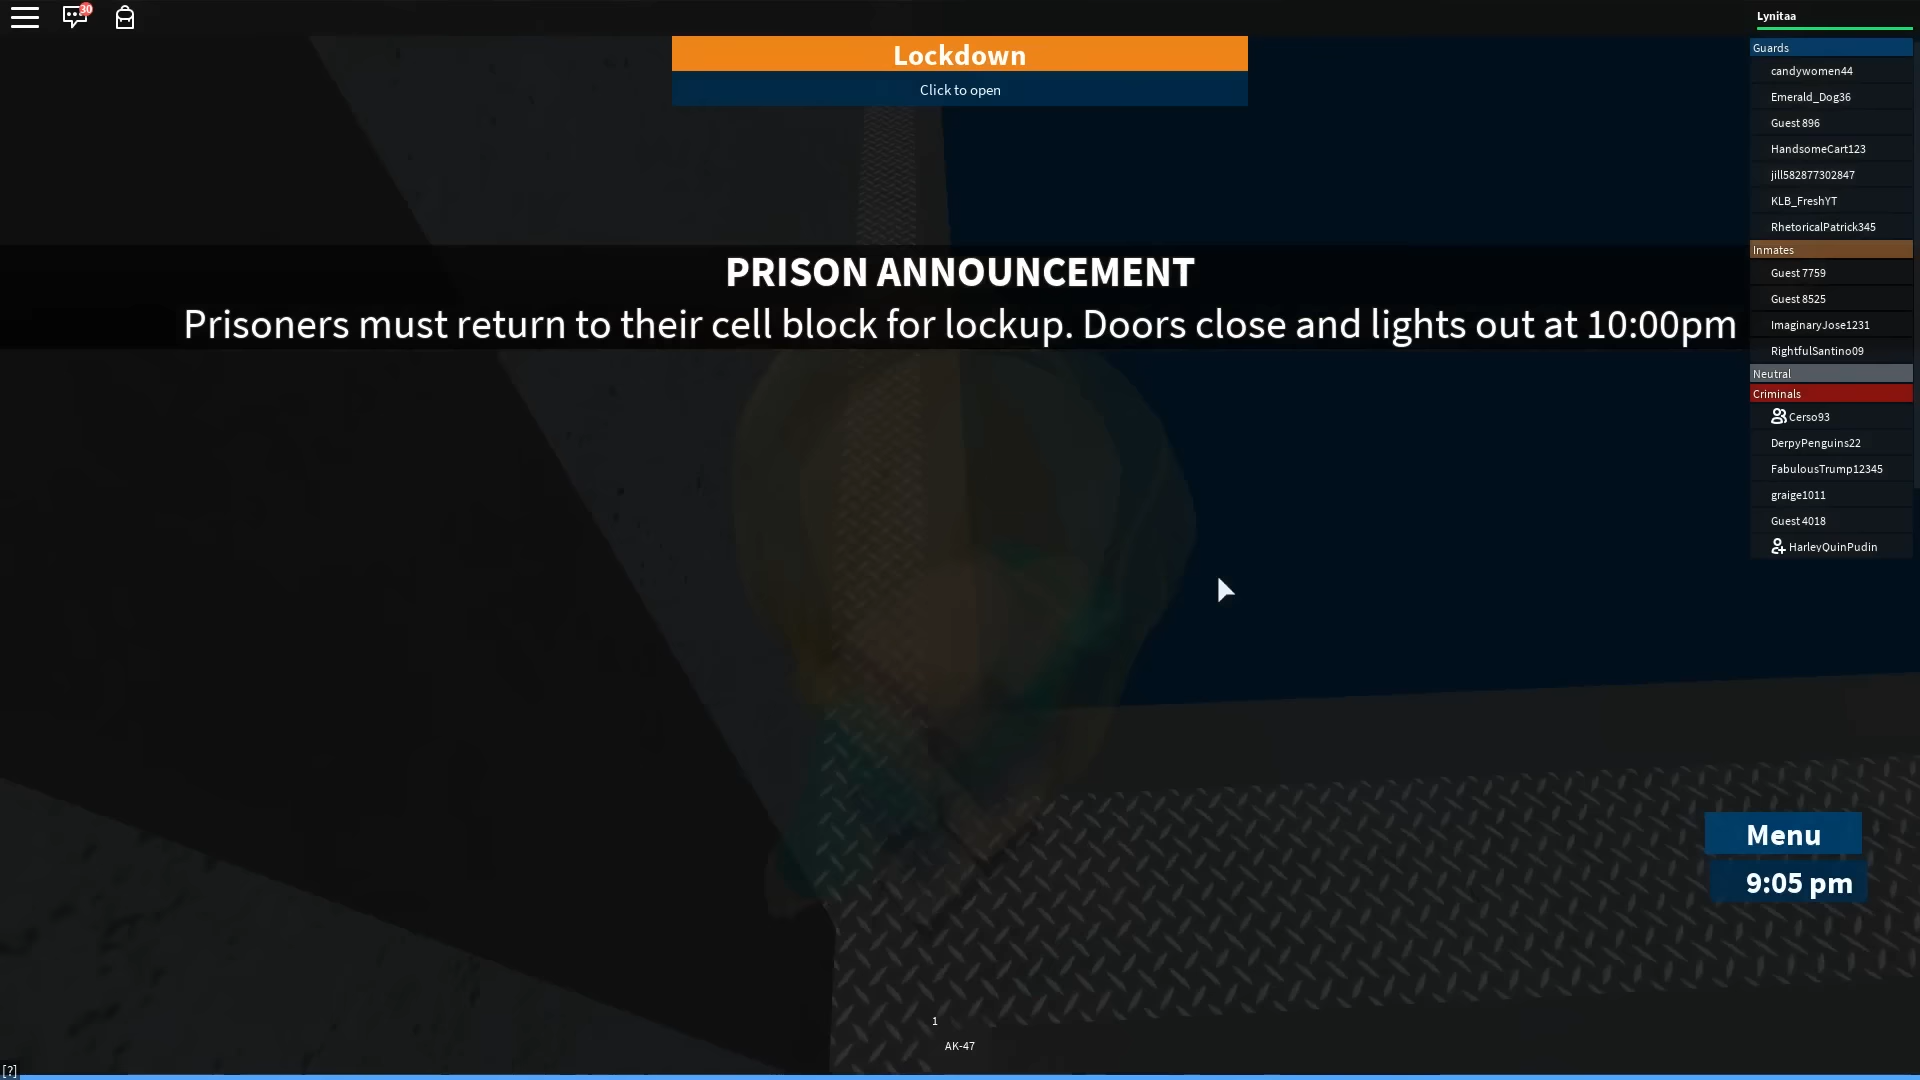 30
Lynitaa
Lockdown
Click to open
Guards
candywomen44
Emerald_Dog36
Guest 896
HandsomeCart123
jill582877302847
KLB_FreshYT
RhetoricalPatrick345
Inmates
Guest 7759
Guest 8525
ImaginaryJose1231
RightfulSantino09
Neutral
Criminals
Cerso93
DerpyPenguins22
FabulousTrump12345
graige1011
Guest 4018
HarleyQuinPudin
PRISON ANNOUNCEMENT
Prisoners must return to their cell block for lockup. Doors close and lights out at 10:00pm
Menu
9:05 pm
1
AK-47
[?]